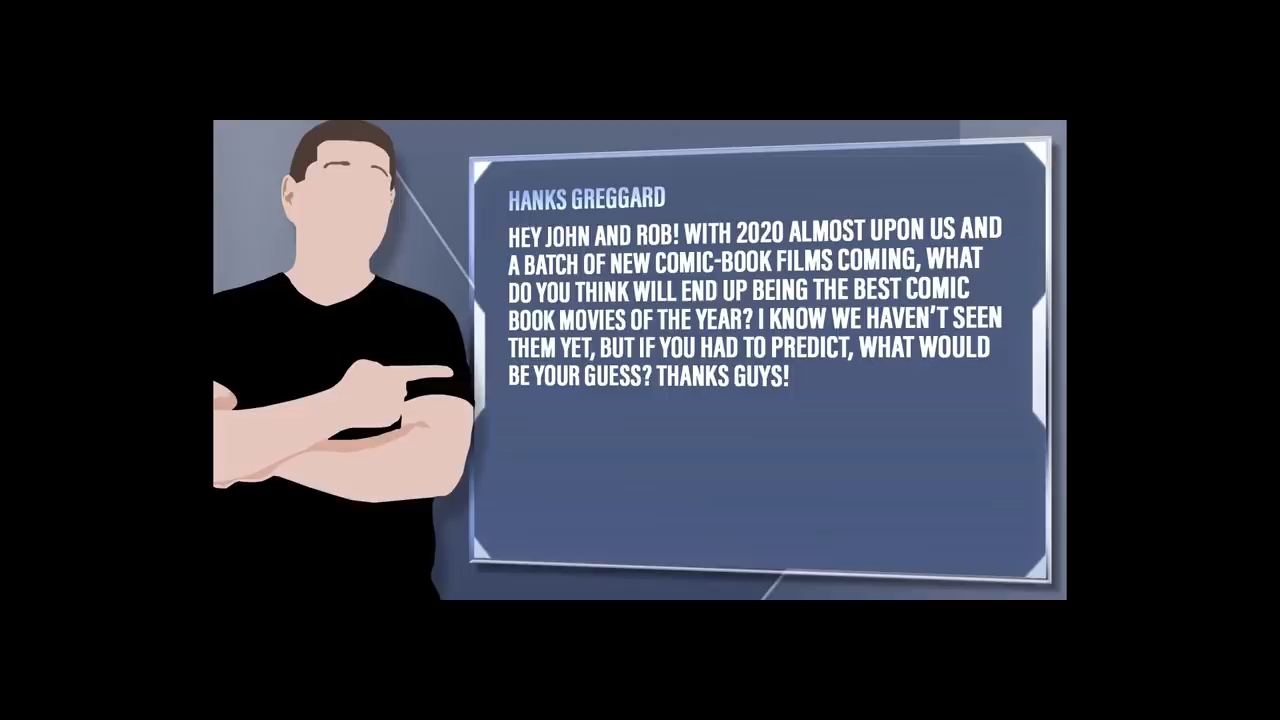 HANKS GREGGARD
HEY JOHN AND ROB! WITH 2020 ALMOST UPON US AND
A BATCH OF NEW COMIC-BOOK FILMS COMING, WHAT
DO YOU THINK WILL END UP BEING THE BEST COMIC
BOOK MOVIES OF THE YEAR? I KNOW WE HAVEN'T SEEN
THEM YET, BUT IF YOU HAD TO PREDICT, WHAT WOULD
BE YOUR GUESS? THANKS GUYS!